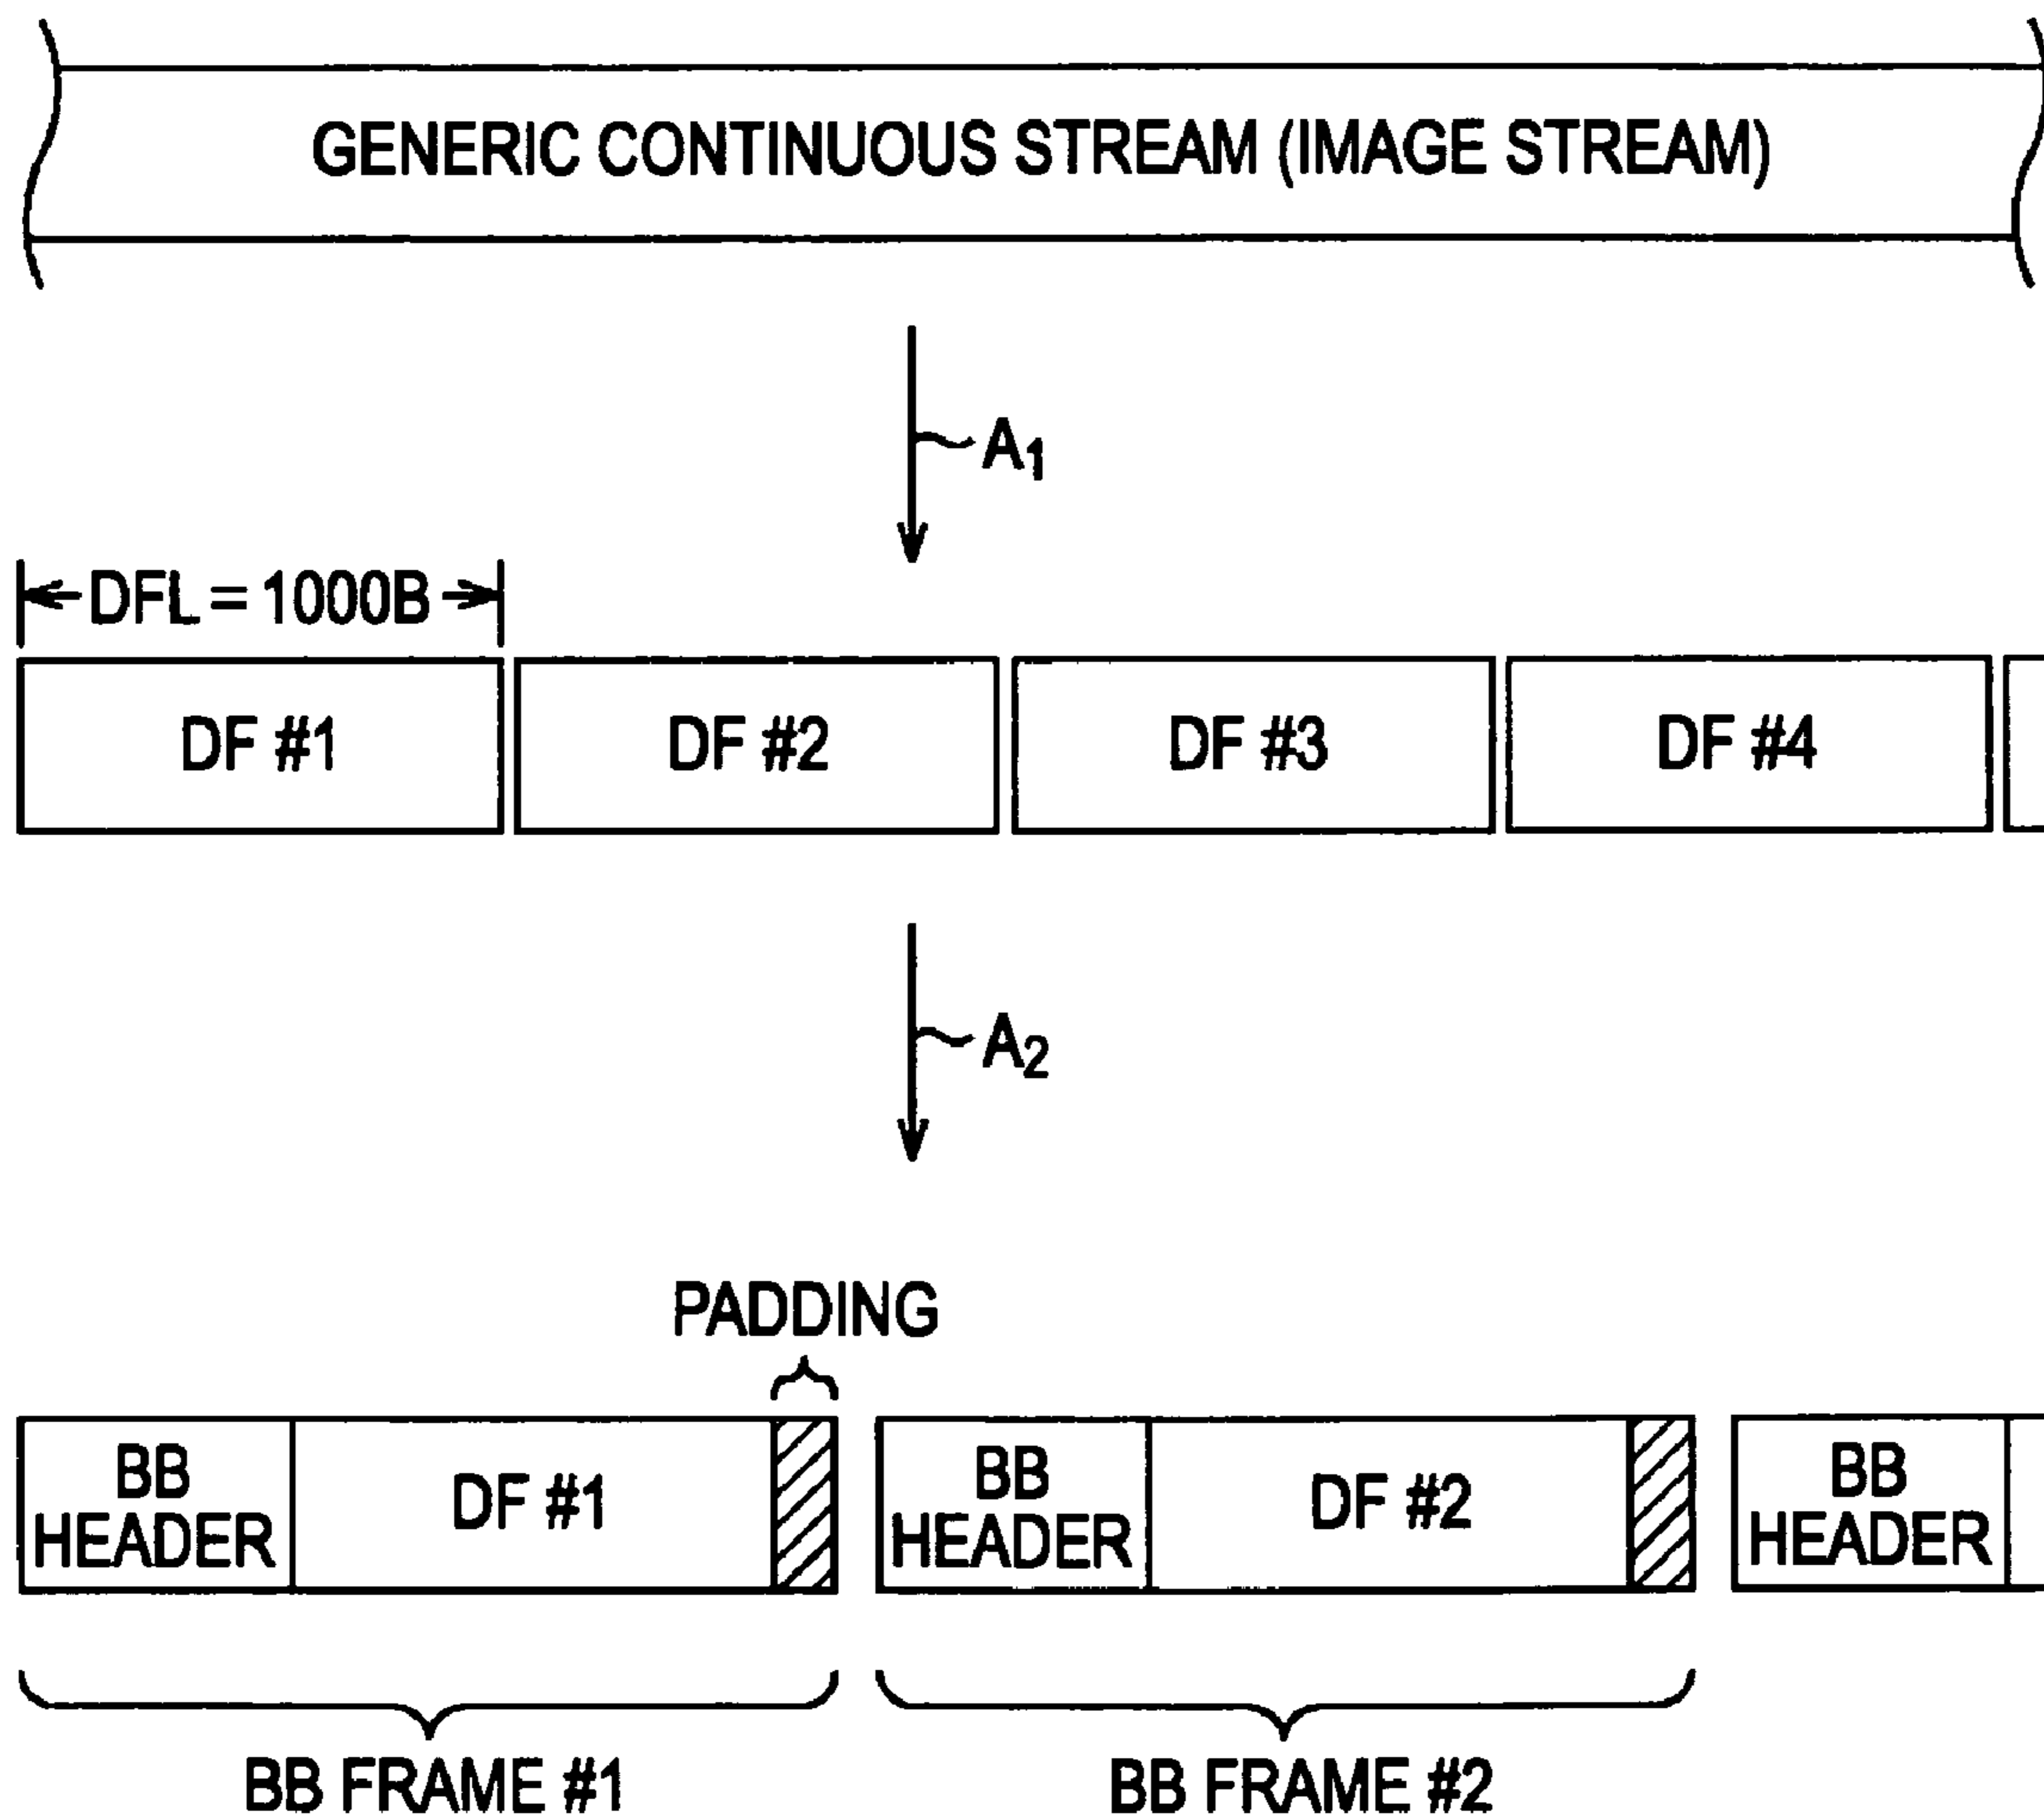 GENERIC CONTINUOUS STREAM (IMAGE STREAM)
A1
DFL = 1000B
DF #1
DF #2
DF #3
DF #4
A2
PADDING
BB
HEADER
DF #1
BB
HEADER
DF #2
BB
HEADER
BB FRAME #1
BB FRAME #2